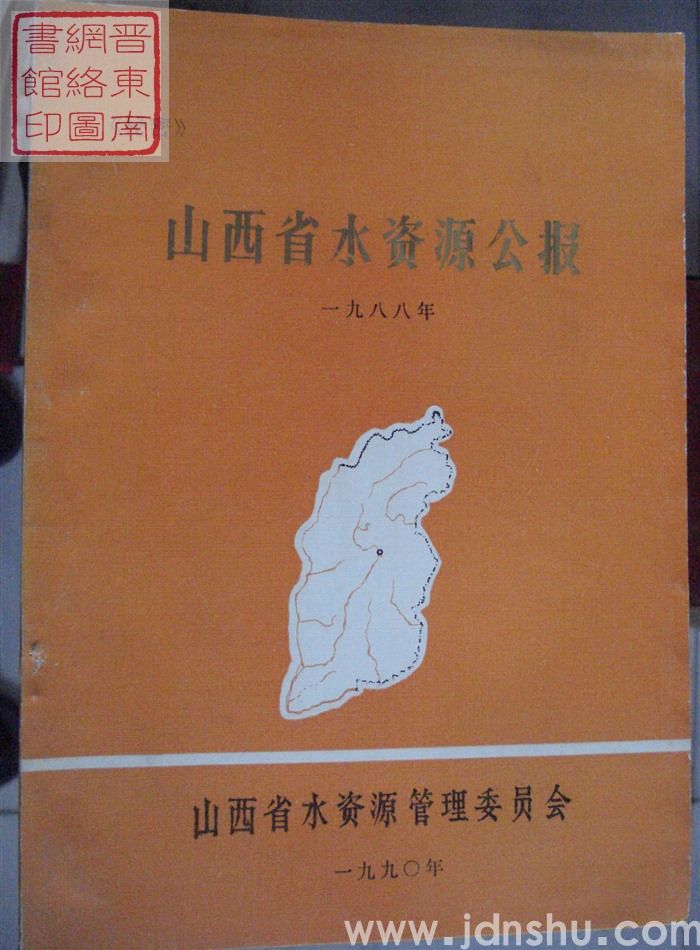 晋東南
網絡圖
書館印
》
山西省水资源公报
一九八八年
山西省水资源管理委员会
一九九〇年
www.jdnshu.com